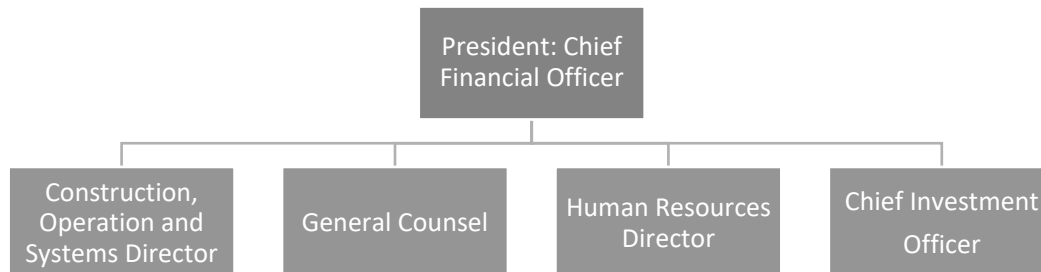 President: Chief
Financial Officer
Construction,
Operation and
Systems Director
General Counsel
Human Resources
Director
Chief Investment
Officer